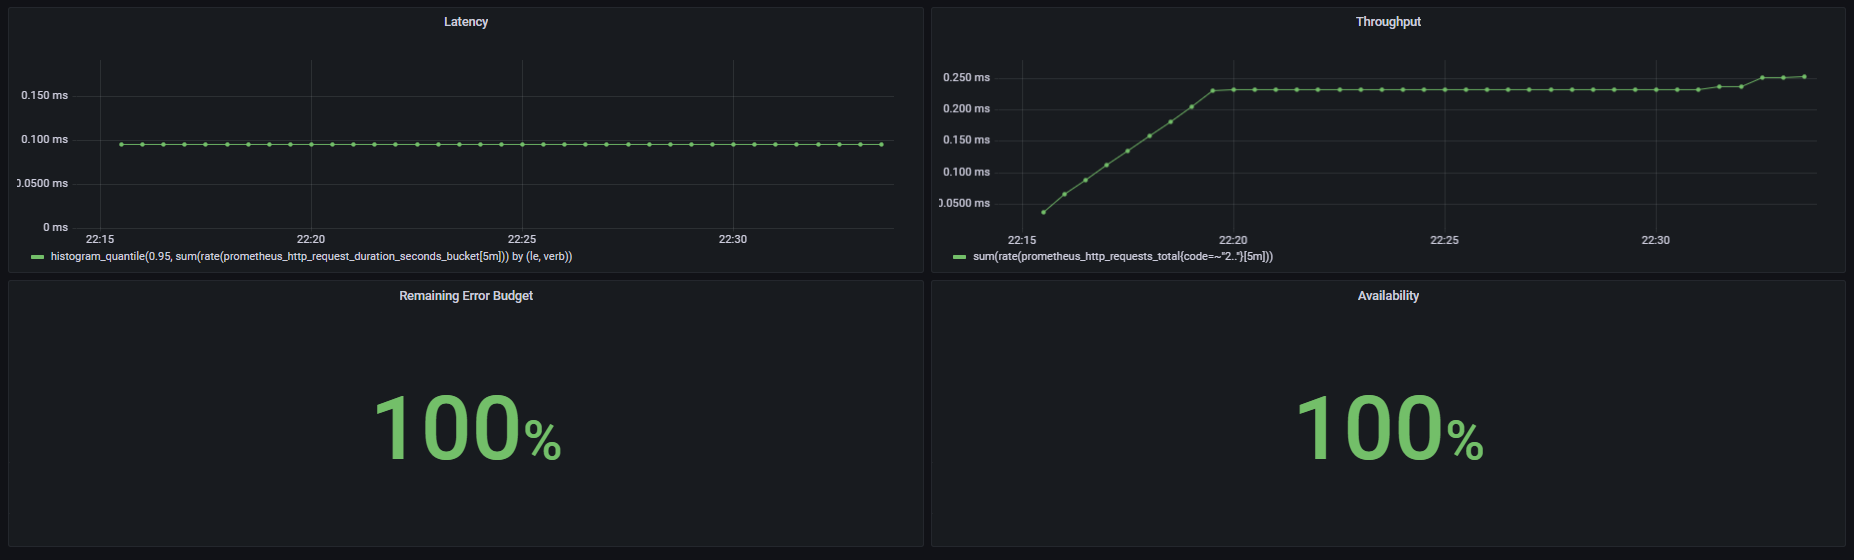 Latency
0.150 ms
0.100 ms
0.0500 ms
0 ms
22:15 22:20 22:25 22:30
histogram_quantile(0.95, sum(rate(prometheus_http_request_duration_seconds_bucket[5m])) by (le, verb))
Throughput
0.250 ms
0.200 ms
0.150 ms
0.100 ms
0.0500 ms
22:15 22:20 22:25 22:30
sum(rate(prometheus_http_requests_total{code=~"2.."}[5m]))
Remaining Error Budget
100%
Availability
100%